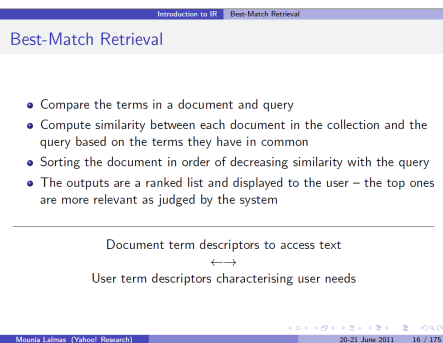 Introduction to IR Best-Match Retrieval
Best-Match Retrieval
Compare the terms in a document and query
Compute similarity between each document in the collection and the
query based on the terms they have in common
Sorting the document in order of decreasing similarity with the query
The outputs are a ranked list and displayed to the user – the top ones
are more relevant as judged by the system
Document term descriptors to access text
←→
User term descriptors characterising user needs
Mounia Lalmas (Yahoo! Research) 20-21 June 2011 16 / 175